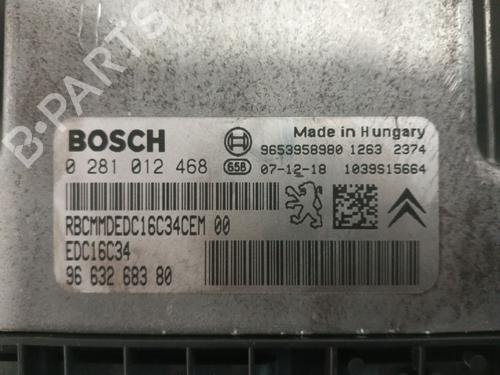 B-PARTS
BOSCH
Made in Hungary
9653958980 1263 2374
0 281 012 468
658
07-12-18 1039S15664
RBCMMDEDC16C34CEM 00
EDC16C34
96 632 683 80